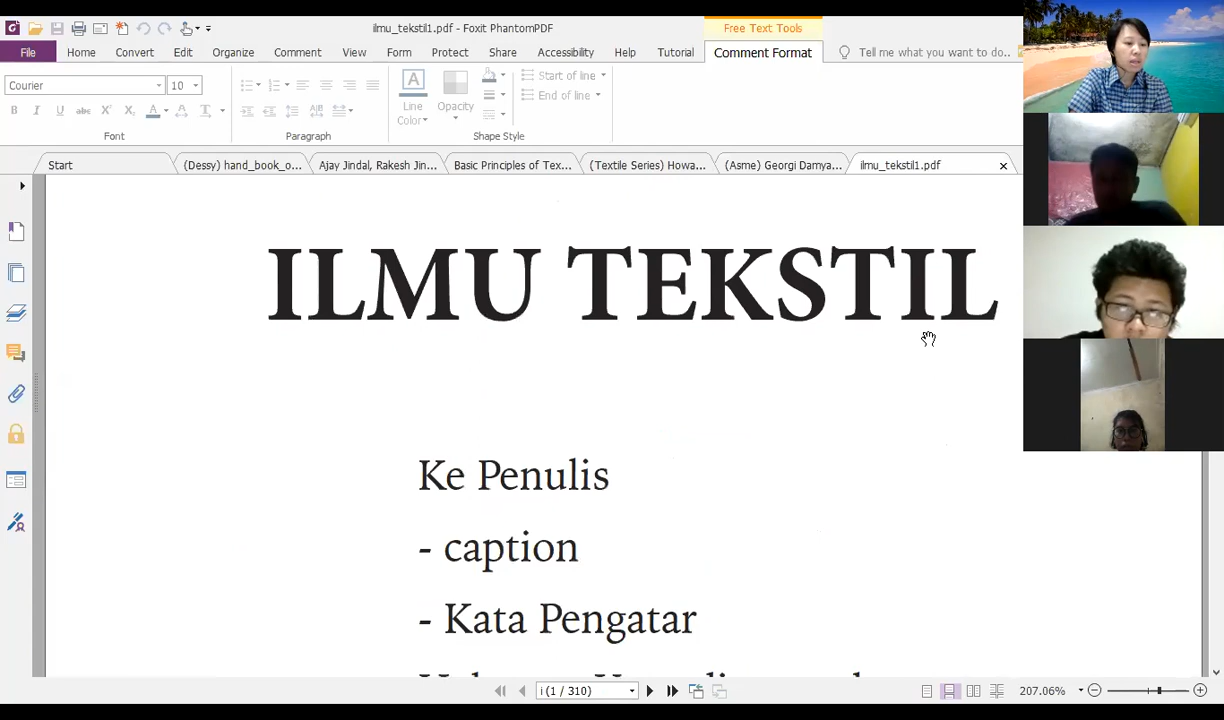 ilmu_tekstil1.pdf - Foxit PhantomPDF
Free Text Tools
File Home Convert Edit Organize Comment View Form Protect Share Accessibility Help Tutorial Comment Format Tell me what you want to do..
Courier 10
Line Color
Opacity
Start of line
End of line
Font Paragraph Shape Style
Start (Dessy) hand_book_o... Ajay Jindal, Rakesh Jin... Basic Principles of Tex... (Textile Series) Howa... (Asme) Georgi Damya... ilmu_tekstil1.pdf
ILMU TEKSTIL
Ke Penulis
- caption
- Kata Pengatar
i (1 / 310) 207.06%